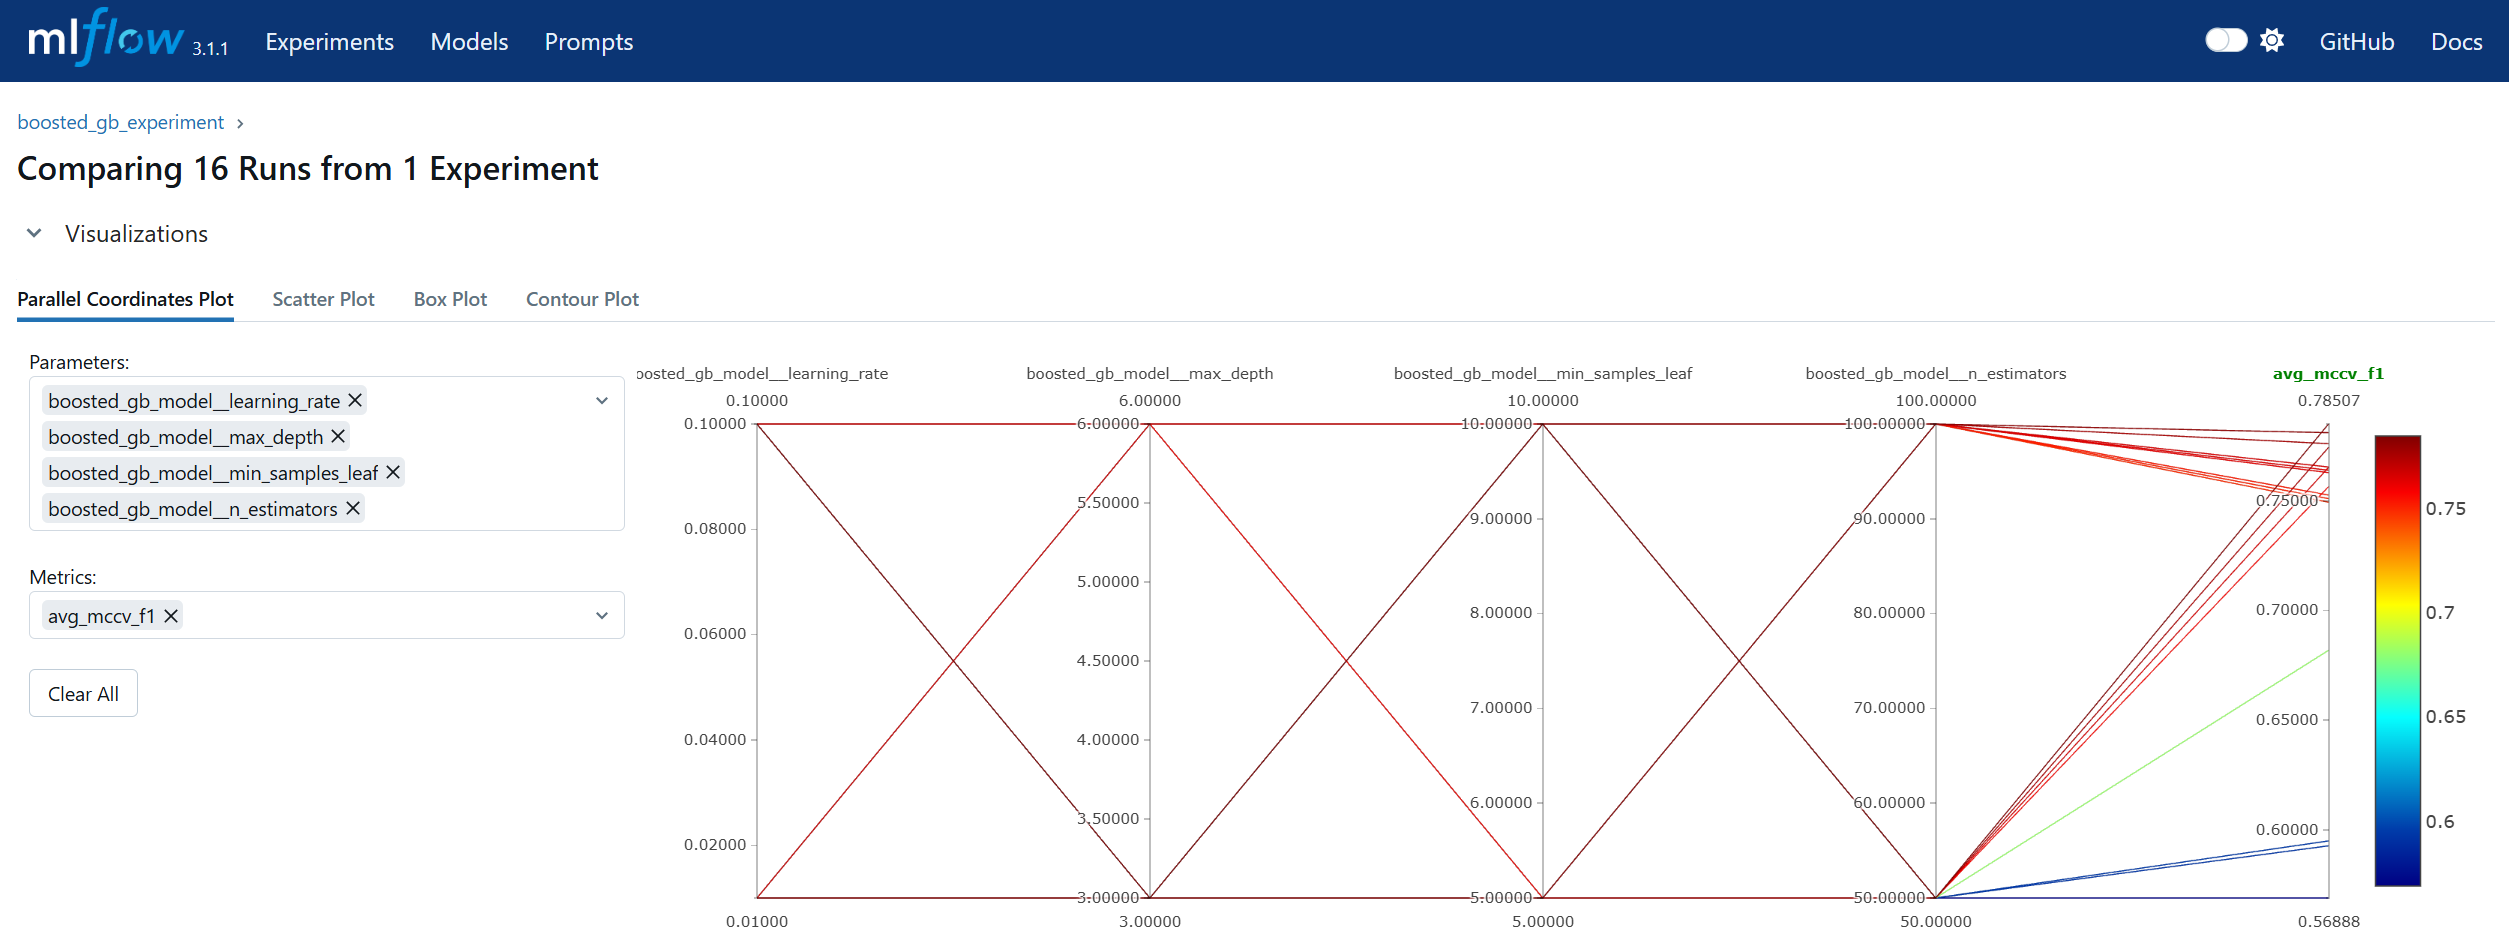 mlflow 3.1.1 Experiments Models Prompts GitHub Docs
boosted_gb_experiment
Comparing 16 Runs from 1 Experiment
Visualizations
Parallel Coordinates Plot Scatter Plot Box Plot Contour Plot
Parameters:
boosted_gb_model__learning_rate
boosted_gb_model__max_depth
boosted_gb_model__min_samples_leaf
boosted_gb_model__n_estimators
Metrics:
avg_mccv_f1
Clear All
oosted_gb_model__learning_rate boosted_gb_model__max_depth boosted_gb_model__min_samples_leaf boosted_gb_model__n_estimators avg_mccv_f1
0.10000 6.00000 10.00000 100.00000 0.78507
0.10000
0.08000
0.06000
0.04000
0.02000
0.01000
6.00000
5.50000
5.00000
4.50000
4.00000
3.50000
3.00000
3.00000
10.00000
9.00000
8.00000
7.00000
6.00000
5.00000
5.00000
100.00000
90.00000
80.00000
70.00000
60.00000
50.00000
50.00000
0.75000
0.70000
0.65000
0.60000
0.56888
0.75
0.7
0.65
0.6